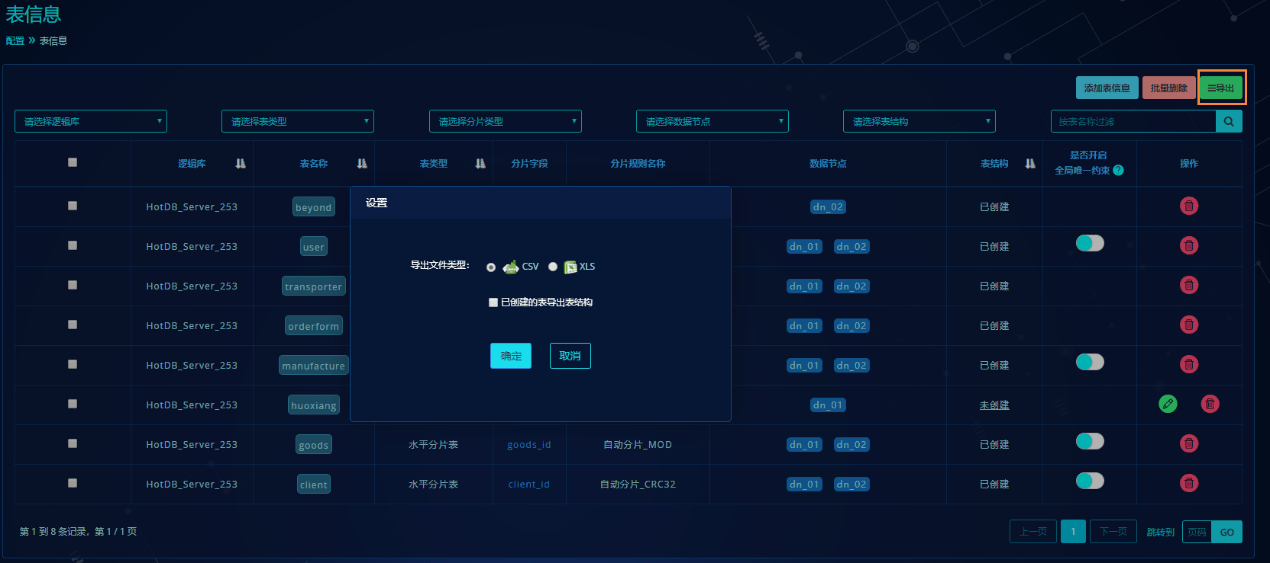 表信息
配置 » 表信息
添加表信息 批量删除 导出
请选择逻辑库 请选择表类型 请选择分片类型 请选择数据节点 请选择表结构 按表名称过滤
逻辑库 表名称 表类型 分片字段 分片规则名称 数据节点 表结构 是否开启 操作
全局唯一约束 ?
HotDB_Server_253 beyond dn_02 已创建
HotDB_Server_253 user dn_01 dn_02 已创建
HotDB_Server_253 transporter dn_01 dn_02 已创建
HotDB_Server_253 orderform dn_01 dn_02 已创建
HotDB_Server_253 manufacture dn_01 dn_02 已创建
HotDB_Server_253 huoxiang dn_01 未创建
HotDB_Server_253 goods 水平分片表 goods_id 自动分片_MOD dn_01 dn_02 已创建
HotDB_Server_253 client 水平分片表 client_id 自动分片_CRC32 dn_01 dn_02 已创建
设置
导出文件类型: CSV XLS
已创建的表导出表结构
确定 取消
第 1 到 8 条记录, 第 1 / 1 页
上一页 1 下一页 跳转到 页码 GO